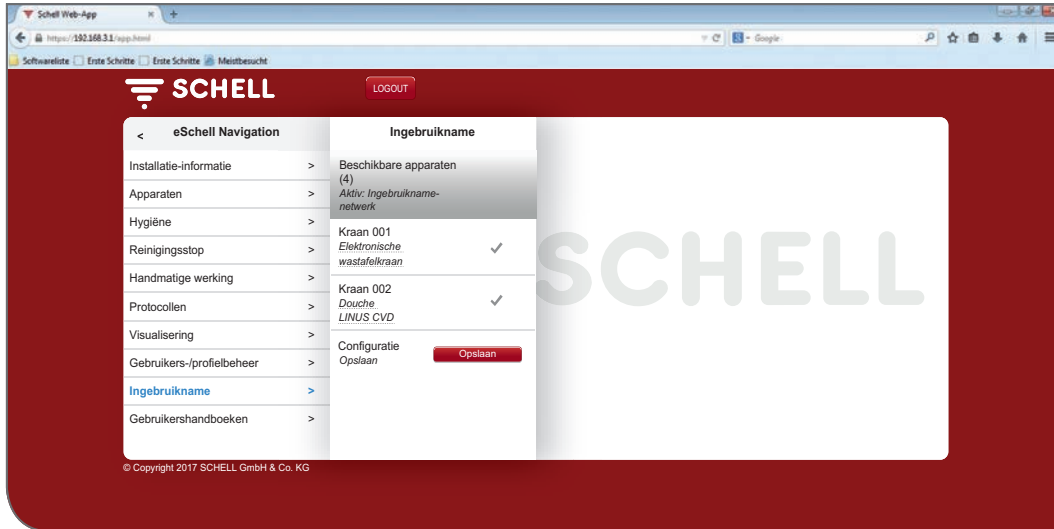 Schell Web-App
https://192.168.3.1/app.html
Google
Softwareliste Erste Schritte Erste Schritte Meistbesucht
SCHELL
LOGOUT
< eSchell Navigation
Installatie-informatie >
Apparaten >
Hygiëne >
Reinigingsstop >
Handmatige werking >
Protocollen >
Visualisering >
Gebruikers-/profielbeheer >
Ingebruikname >
Gebruikershandboeken >
Ingebruikname
Beschikbare apparaten
(4)
Aktiv: Ingebruikname-
netwerk
Kraan 001
Elektronische
wastafelkraan
Kraan 002
Douche
LINUS CVD
Configuratie
Opslaan
Opslaan
SCHELL
© Copyright 2017 SCHELL GmbH & Co. KG